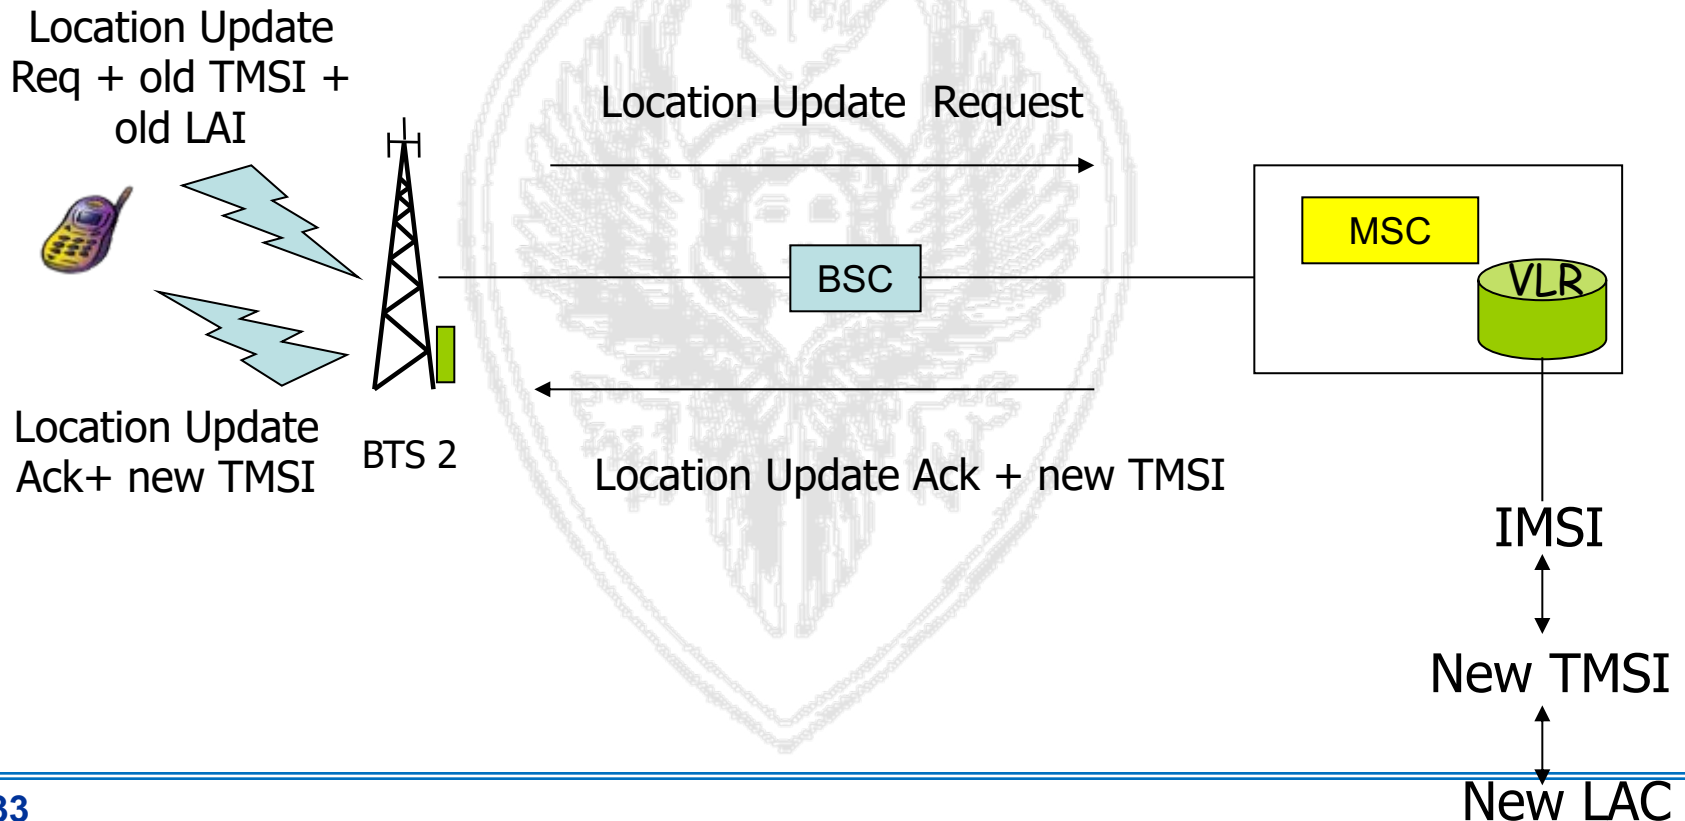 Location Update
Req + old TMSI +
old LAI
Location Update  Request
MSC
VLR
BSC
Location Update
Ack+ new TMSI
BTS 2
Location Update Ack + new TMSI
IMSI
New TMSI
New LAC
33